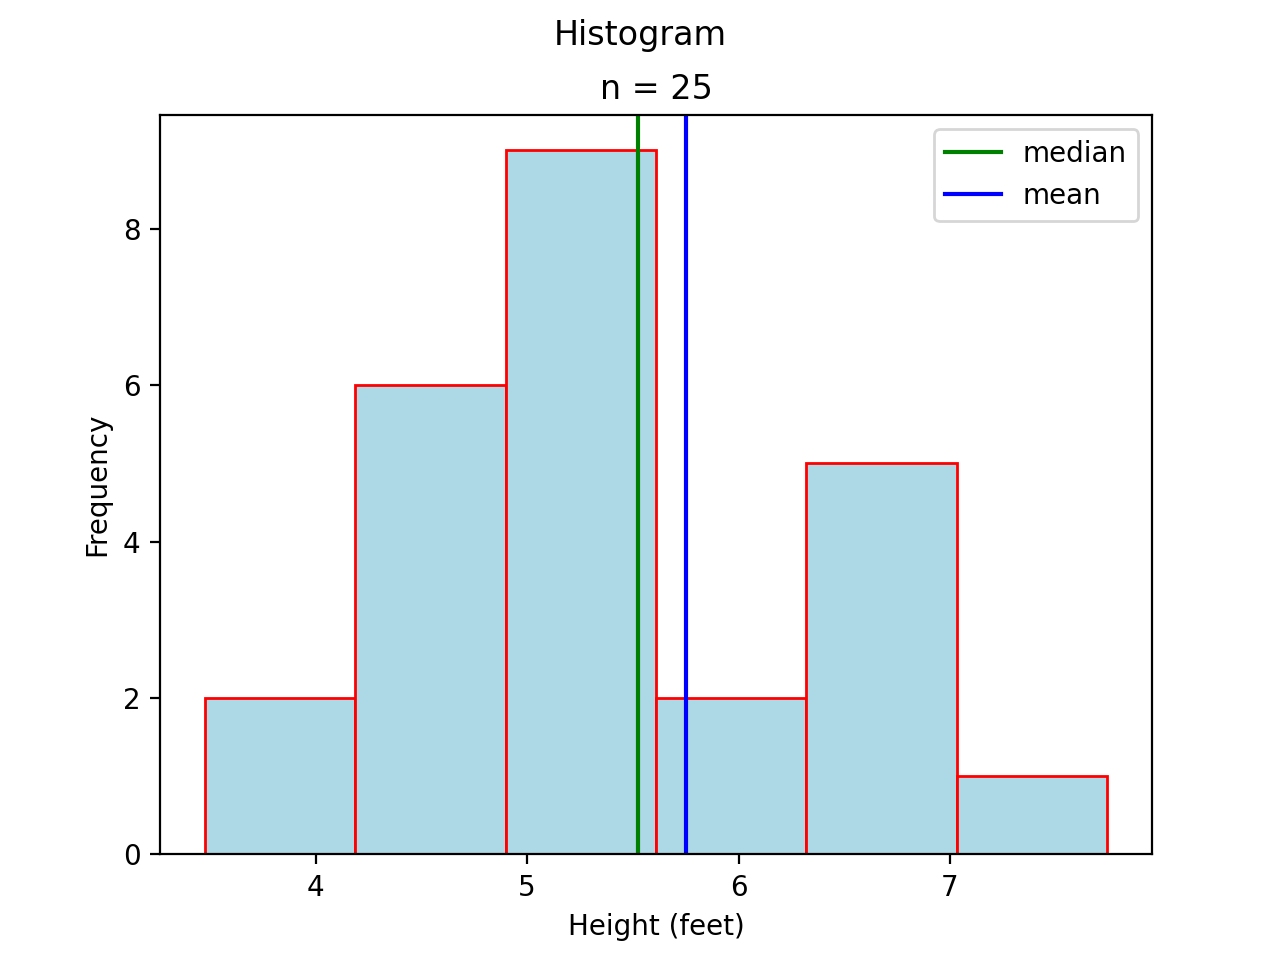 Histogram
n = 25
median
mean
8
6
4
2
0
Frequency
4 5 6 7
Height (feet)